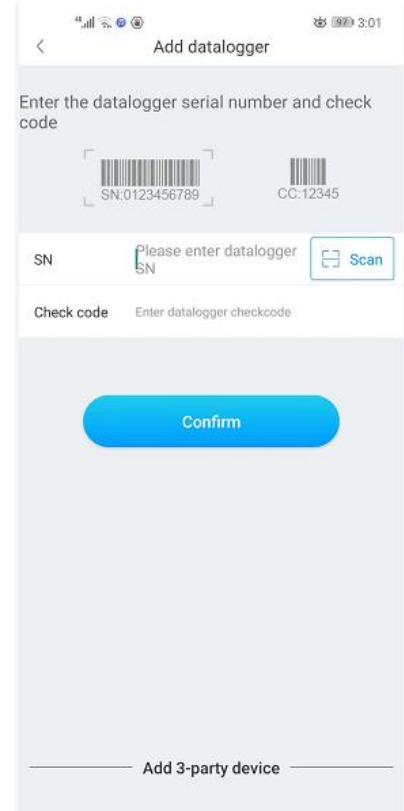 97 3:01
Add datalogger
Enter the datalogger serial number and check
code
SN:0123456789 CC:12345
SN Please enter datalogger
SN
Scan
Check code Enter datalogger checkcode
Confirm
Add 3-party device